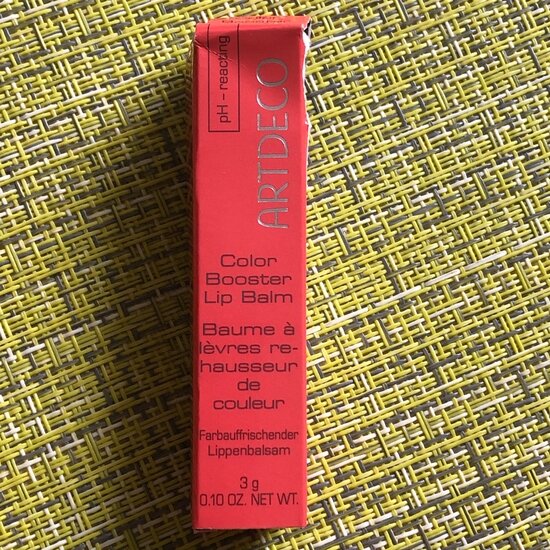 pH – reacting
ARTDECO
Color
Booster
Lip Balm
Baume à
lèvres re-
hausseur
de
couleur
Farbauffrischender
Lippenbalsam
3 g
0.10 OZ. NET WT.